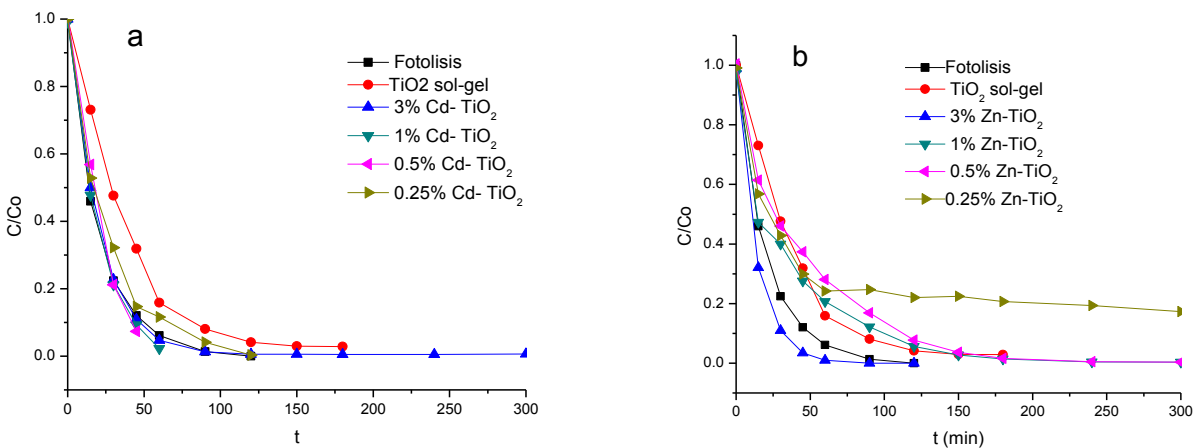 a
Fotolisis
TiO2 sol-gel
3% Cd- TiO₂
1% Cd- TiO₂
0.5% Cd- TiO₂
0.25% Cd- TiO₂
C/Co
1.0
0.8
0.6
0.4
0.2
0.0
0 50 100 150 200 250 300
t
b
Fotolisis
TiO₂ sol-gel
3% Zn-TiO₂
1% Zn-TiO₂
0.5% Zn-TiO₂
0.25% Zn-TiO₂
C/Co
1.0
0.8
0.6
0.4
0.2
0.0
0 50 100 150 200 250 300
t (min)